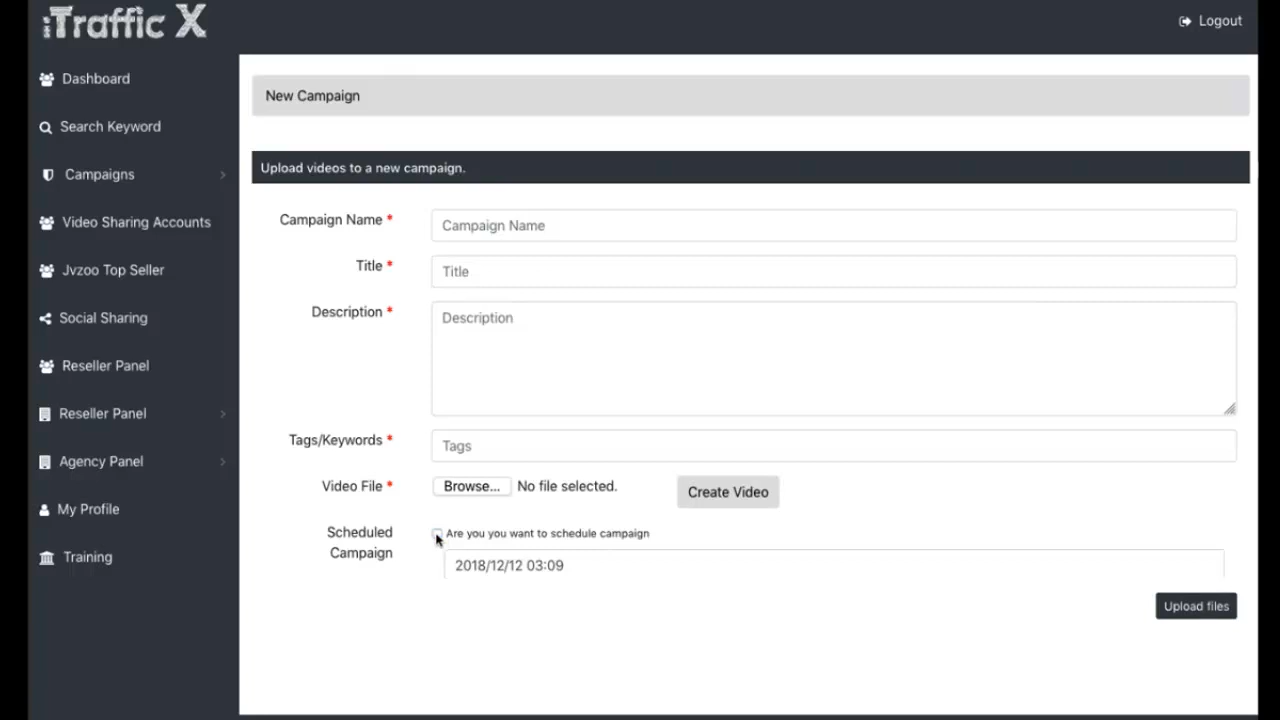 iTraffic X
Logout
Dashboard
Search Keyword
Campaigns
Video Sharing Accounts
Jvzoo Top Seller
Social Sharing
Reseller Panel
Reseller Panel
Agency Panel
My Profile
Training
New Campaign
Upload videos to a new campaign.
Campaign Name *
Campaign Name
Title *
Title
Description *
Description
Tags/Keywords *
Tags
Video File *
Browse... No file selected.
Create Video
Scheduled
Campaign
Are you you want to schedule campaign
2018/12/12 03:09
Upload files